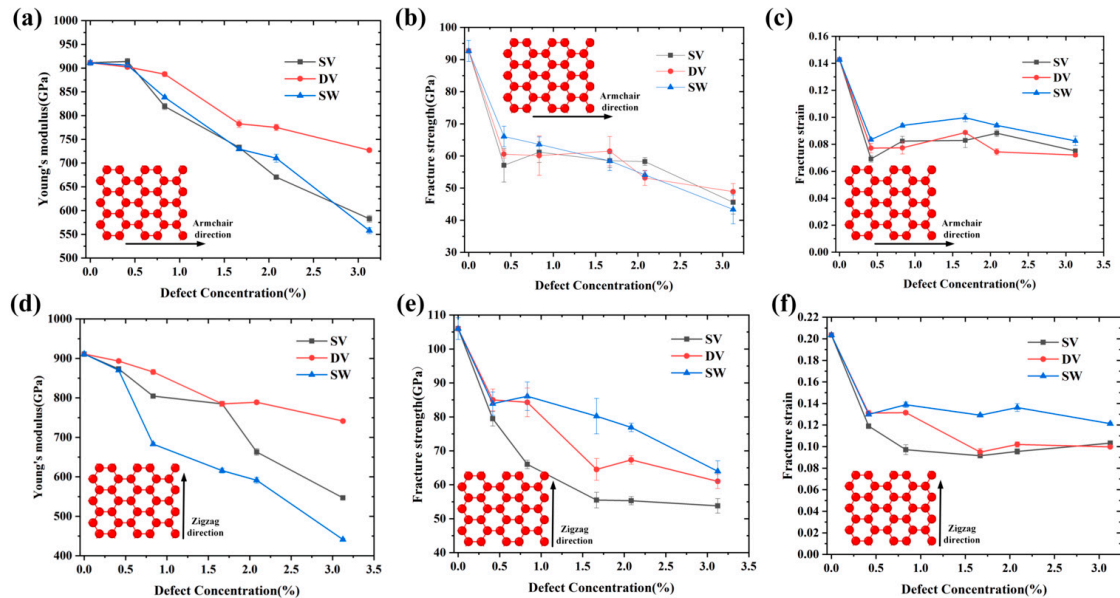 (a)
1000
950
900
850
800
750
700
650
600
550
500
Young's modulus(GPa)
SV
DV
SW
Armchair
direction
0.0 0.5 1.0 1.5 2.0 2.5 3.0
Defect Concentration(%)
(b)
100
90
80
70
60
50
40
30
Fracture strength(GPa)
SV
DV
SW
Armchair
direction
0.0 0.5 1.0 1.5 2.0 2.5 3.0
Defect Concentration(%)
(c)
0.16
0.14
0.12
0.10
0.08
0.06
0.04
0.02
0.00
Fracture strain
SV
DV
SW
Armchair
direction
0.0 0.5 1.0 1.5 2.0 2.5 3.0 3.5
Defect Concentration(%)
(d)
1000
900
800
700
600
500
400
Young's modulus(GPa)
SV
DV
SW
Zigzag
direction
0.0 0.5 1.0 1.5 2.0 2.5 3.0 3.5
Defect Concentration(%)
(e)
110
100
90
80
70
60
50
40
Fracture strength(GPa)
SV
DV
SW
Zigzag
direction
0.0 0.5 1.0 1.5 2.0 2.5 3.0 3.5
Defect Concentration(%)
(f)
0.22
0.20
0.18
0.16
0.14
0.12
0.10
0.08
0.06
0.04
0.02
0.00
Fracture strain
SV
DV
SW
Zigzag
direction
0.0 0.5 1.0 1.5 2.0 2.5 3.0
Defect Concentration(%)